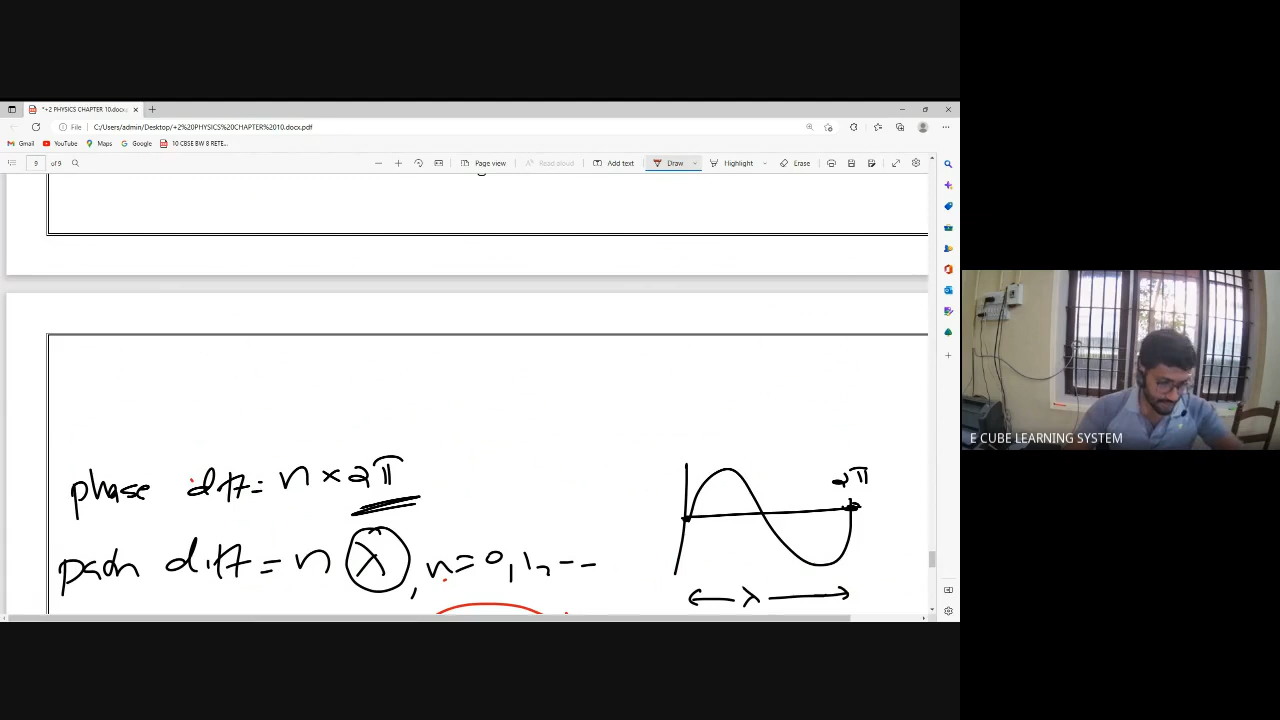 *+2 PHYSICS CHAPTER 10.docx.p
File C:/Users/admin/Desktop/+2%20PHYSICS%20CHAPTER%2010.docx.pdf
Gmail YouTube Maps Google 10 CBSE BW 8 RETE...
9 of 9 Page view Read aloud Add text Draw Highlight Erase
phase diff = n × 2π
2π
path diff = n λ, n = 0, 1, ---
λ
E CUBE LEARNING SYSTEM